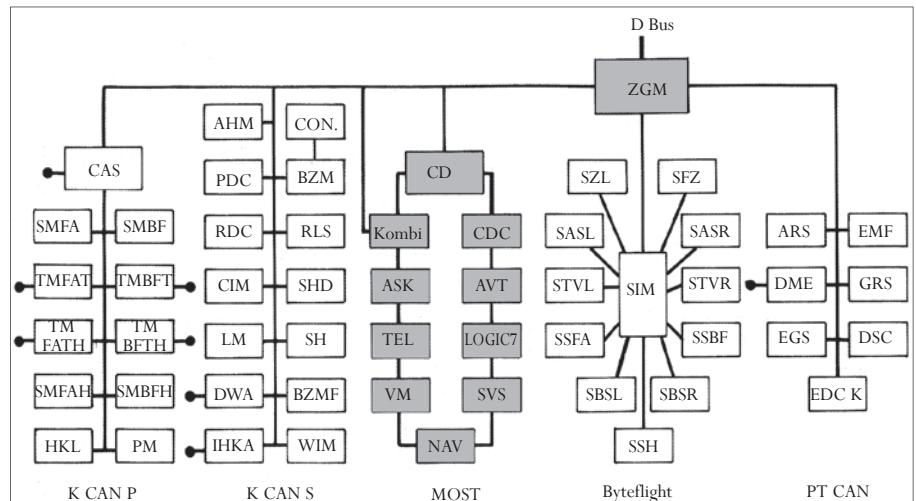 D Bus
ZGM
AHM
CON.
CAS
PDC
BZM
CD
SZL
SFZ
SMFA
SMBF
RDC
RLS
Kombi
CDC
SASL
SASR
ARS
EMF
TMFAT
TMBFT
CIM
SHD
ASK
AVT
STVL
SIM
STVR
DME
GRS
TM
FATH
TM
BFTH
LM
SH
TEL
LOGIC7
SSFA
SSBF
EGS
DSC
SMFAH
SMBFH
DWA
BZMF
VM
SVS
SBSL
SBSR
EDC K
HKL
PM
IHKA
WIM
NAV
SSH
K CAN P
K CAN S
MOST
Byteflight
PT CAN